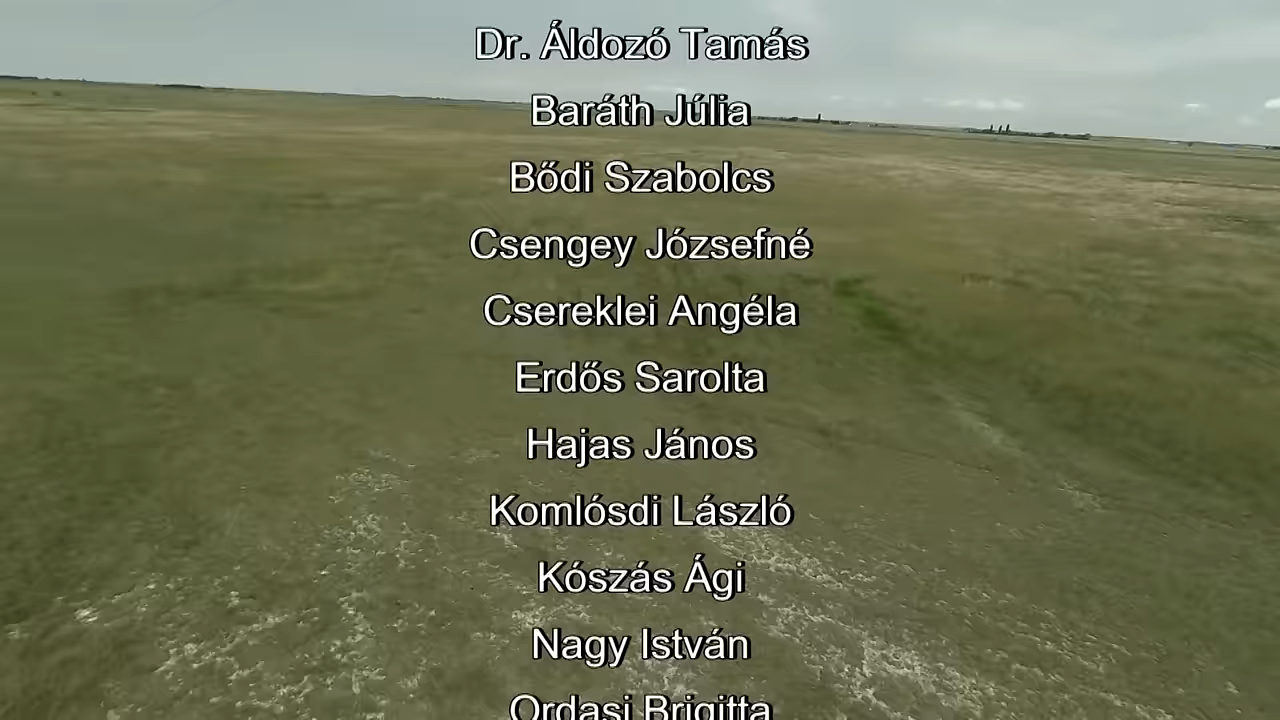 Dr. Áldozó Tamás
Baráth Júlia
Bődi Szabolcs
Csengey Józsefné
Csereklei Angéla
Erdős Sarolta
Hajas János
Komlósdi László
Kószás Ági
Nagy István
Ordasi Brigitta